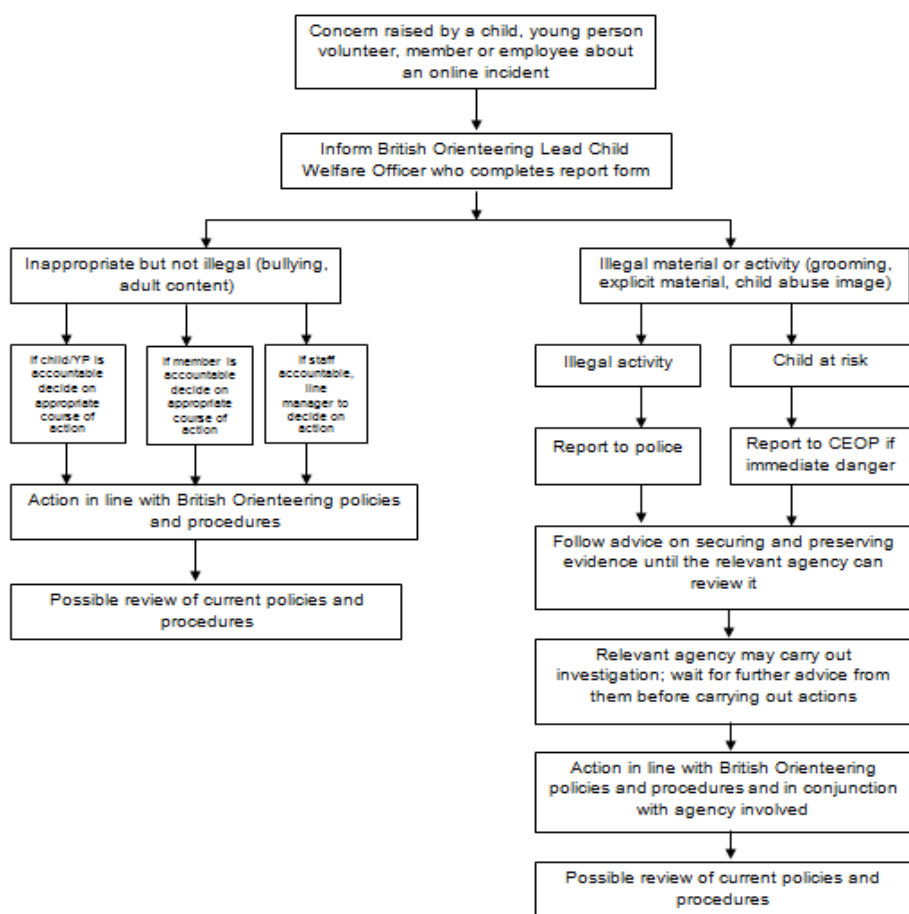 Concern raised by a child, young person
volunteer, member or employee about
an online incident
Inform British Orienteering Lead Child
Welfare Officer who completes report form
Inappropriate but not illegal (bullying,
adult content)
Illegal material or activity (grooming,
explicit material, child abuse image)
If child/YP is
accountable
decide on
appropriate
course of
action
If member is
accountable
decide on
appropriate
course of
action
If staff
accountable,
line
manager to
decide on
action
Illegal activity
Child at risk
Report to police
Report to CEOP if
immediate danger
Action in line with British Orienteering policies
and procedures
Possible review of current policies and
procedures
Follow advice on securing and preserving
evidence until the relevant agency can
review it
Relevant agency may carry out
investigation; wait for further advice from
them before carrying out actions
Action in line with British Orienteering
policies and procedures and in conjunction
with agency involved
Possible review of current policies and
procedures